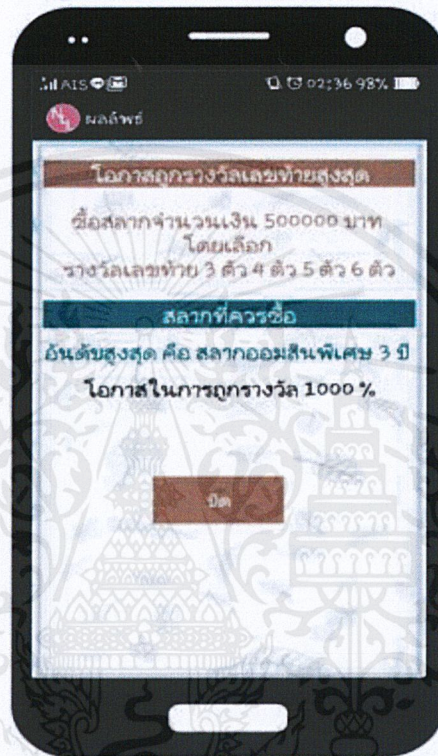 AIS 02:36 98%
ผลลัพธ์
โอกาสถูกรางวัลเลขท้ายสูงสุด
ซื้อสลากจำนวนเงิน 500000 บาท
โดยเลือก
รางวัลเลขท้าย 3 ตัว 4 ตัว 5 ตัว 6 ตัว
สลากที่ควรซื้อ
อันดับสูงสุด คือ สลากออมสินพิเศษ 3 ปี
โอกาสในการถูกรางวัล 1000 %
ปิด